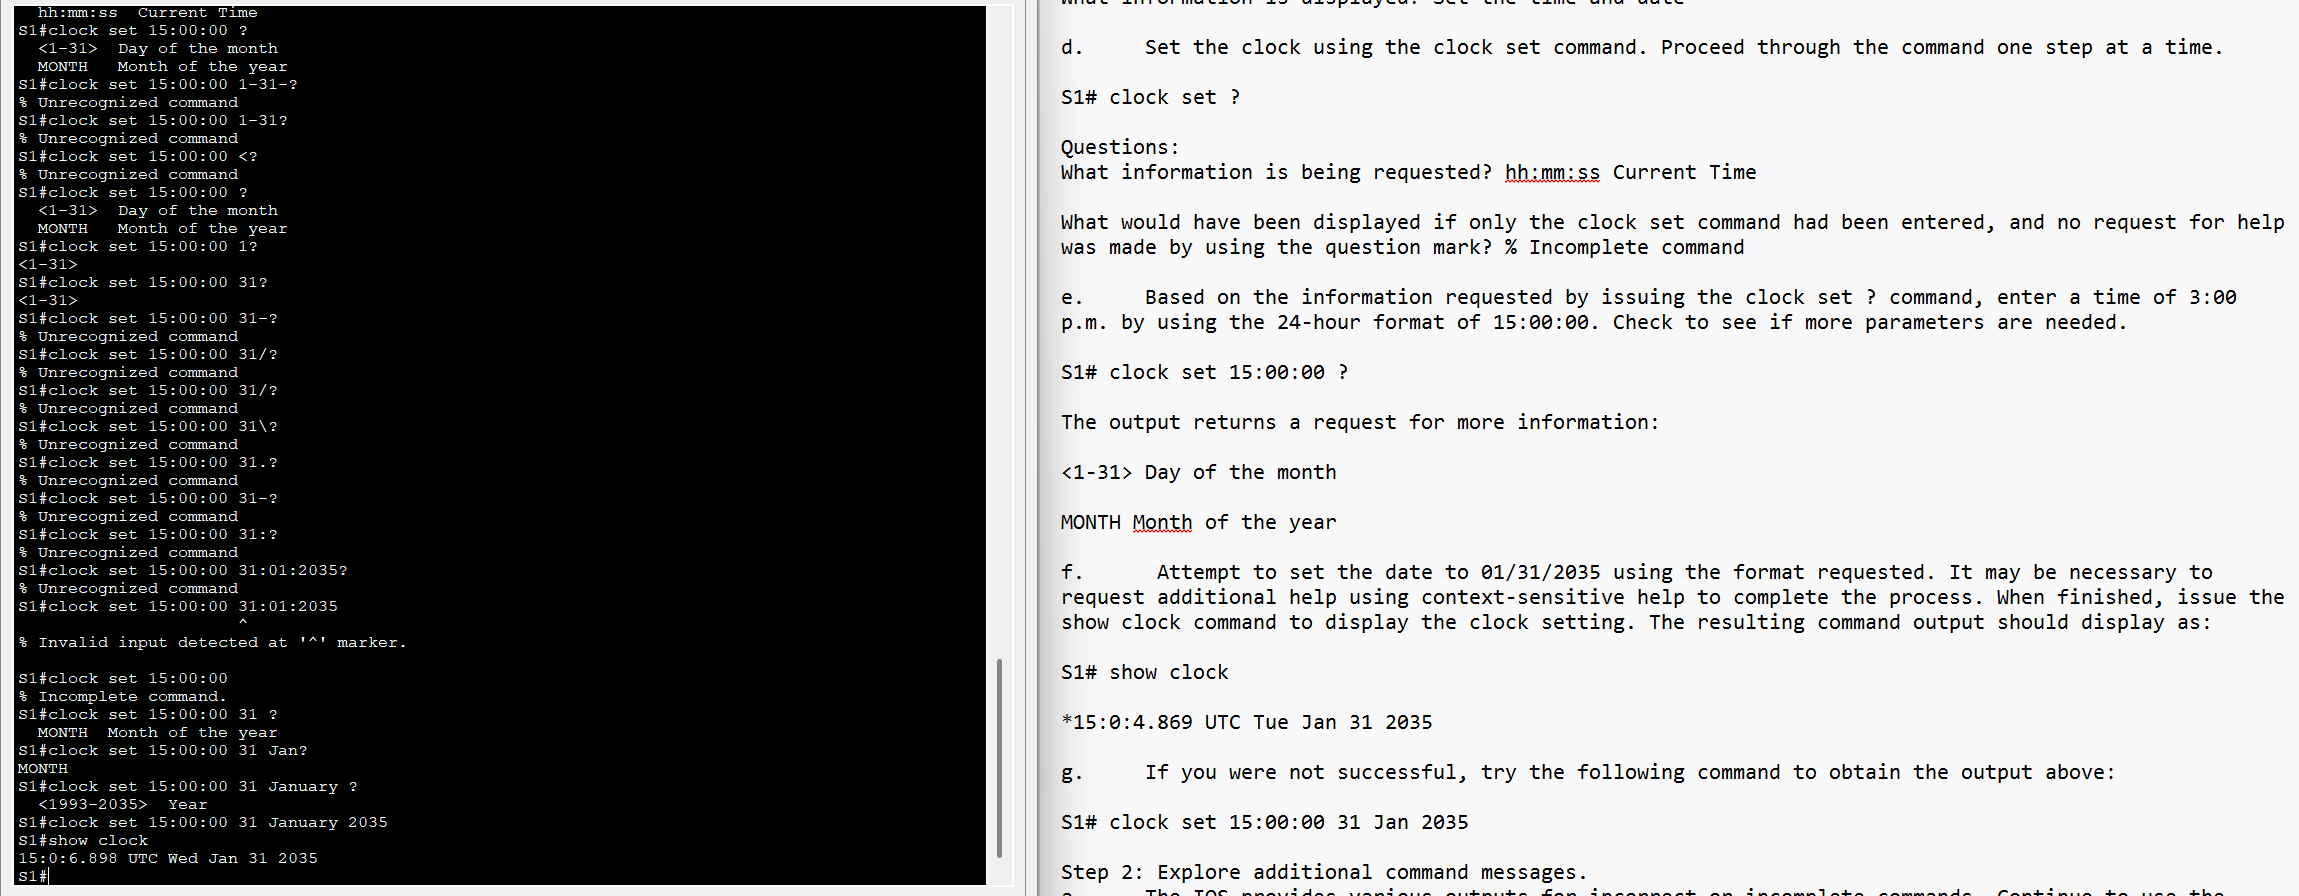 hh:mm:ss  Current Time
S1#clock set 15:00:00 ?
  <1-31>  Day of the month
  MONTH   Month of the year
S1#clock set 15:00:00 1-31-?
% Unrecognized command
S1#clock set 15:00:00 1-31?
% Unrecognized command
S1#clock set 15:00:00 <?
% Unrecognized command
S1#clock set 15:00:00 ?
  <1-31>  Day of the month
  MONTH   Month of the year
S1#clock set 15:00:00 1?
<1-31>
S1#clock set 15:00:00 31?
<1-31>
S1#clock set 15:00:00 31-?
% Unrecognized command
S1#clock set 15:00:00 31/?
% Unrecognized command
S1#clock set 15:00:00 31/?
% Unrecognized command
S1#clock set 15:00:00 31\?
% Unrecognized command
S1#clock set 15:00:00 31.?
% Unrecognized command
S1#clock set 15:00:00 31-?
% Unrecognized command
S1#clock set 15:00:00 31:?
% Unrecognized command
S1#clock set 15:00:00 31:01:2035?
% Unrecognized command
S1#clock set 15:00:00 31:01:2035
                      ^
% Invalid input detected at '^' marker.
S1#clock set 15:00:00
% Incomplete command.
S1#clock set 15:00:00 31 ?
  MONTH  Month of the year
S1#clock set 15:00:00 31 Jan?
MONTH
S1#clock set 15:00:00 31 January ?
  <1993-2035>  Year
S1#clock set 15:00:00 31 January 2035
S1#show clock
15:0:6.898 UTC Wed Jan 31 2035
S1#
What information is displayed? Set the time and date
d.     Set the clock using the clock set command. Proceed through the command one step at a time.
S1# clock set ?
Questions:
What information is being requested? hh:mm:ss Current Time
What would have been displayed if only the clock set command had been entered, and no request for help
was made by using the question mark? % Incomplete command
e.     Based on the information requested by issuing the clock set ? command, enter a time of 3:00
p.m. by using the 24-hour format of 15:00:00. Check to see if more parameters are needed.
S1# clock set 15:00:00 ?
The output returns a request for more information:
<1-31> Day of the month
MONTH Month of the year
f.      Attempt to set the date to 01/31/2035 using the format requested. It may be necessary to
request additional help using context-sensitive help to complete the process. When finished, issue the
show clock command to display the clock setting. The resulting command output should display as:
S1# show clock
*15:0:4.869 UTC Tue Jan 31 2035
g.     If you were not successful, try the following command to obtain the output above:
S1# clock set 15:00:00 31 Jan 2035
Step 2: Explore additional command messages.
a.     The IOS provides various outputs for incorrect or incomplete commands. Continue to use the